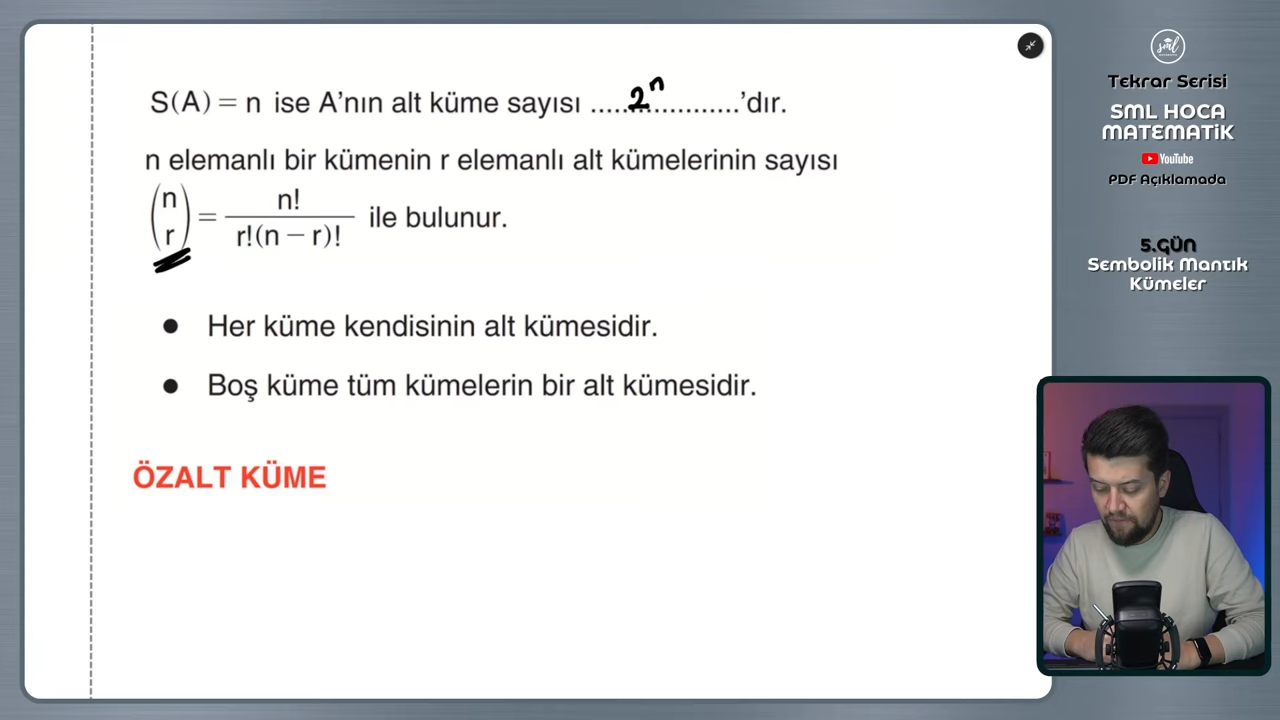 S(A) = n ise A'nın alt küme sayısı .....2ⁿ...............'dır.
n elemanlı bir kümenin r elemanlı alt kümelerinin sayısı
(n r) = n! / r!(n − r)! ile bulunur.
● Her küme kendisinin alt kümesidir.
● Boş küme tüm kümelerin bir alt kümesidir.
ÖZALT KÜME
sml
Tekrar Serisi
SML HOCA
MATEMATİK
YouTube
PDF Açıklamada
5.GÜN
Sembolik Mantık
Kümeler